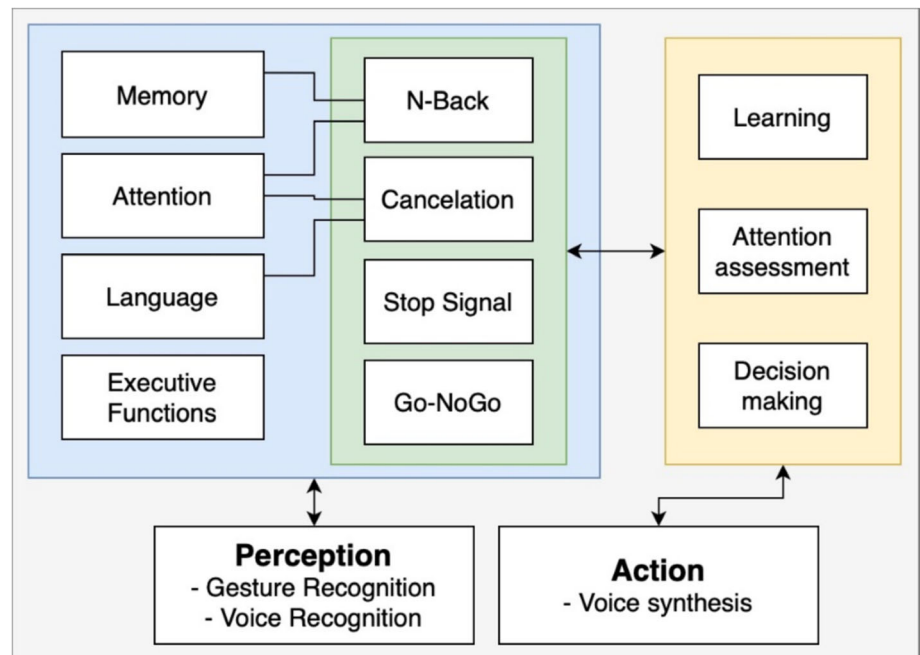 Memory
Attention
Language
Executive
Functions
N-Back
Cancelation
Stop Signal
Go-NoGo
Learning
Attention
assessment
Decision
making
Perception
- Gesture Recognition
- Voice Recognition
Action
- Voice synthesis